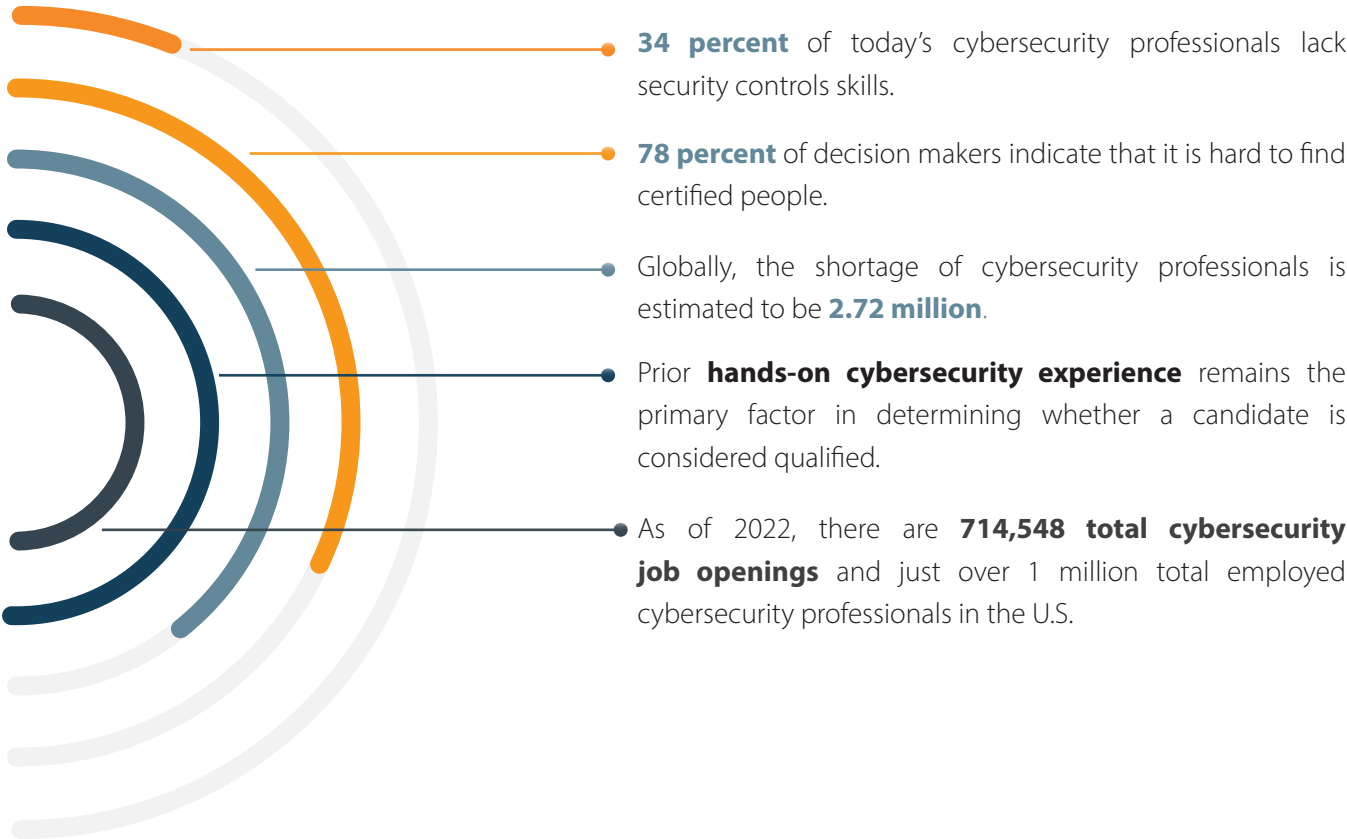 34 percent of today’s cybersecurity professionals lack
security controls skills.
78 percent of decision makers indicate that it is hard to find
certified people.
Globally, the shortage of cybersecurity professionals is
estimated to be 2.72 million.
Prior hands-on cybersecurity experience remains the
primary factor in determining whether a candidate is
considered qualified.
As of 2022, there are 714,548 total cybersecurity
job openings and just over 1 million total employed
cybersecurity professionals in the U.S.